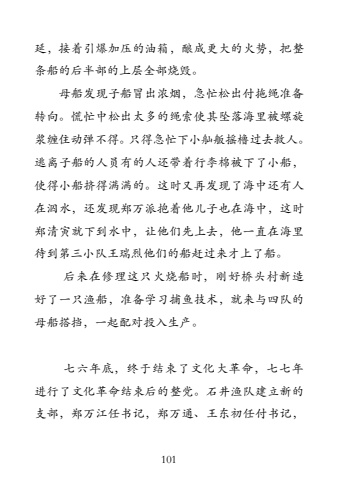 延，接着引爆加压的油箱，酿成更大的火势，把整
条船的后半部的上层全部烧毁。
母船发现子船冒出浓烟，急忙松出付拖绳准备
转向。慌忙中松出太多的绳索使其坠落海里被螺旋
桨缠住动弹不得。只得急忙下小舢舨摇橹过去救人。
逃离子船的人員有的人还带着行李棉被下了小船，
使得小船挤得满满的。这时又再发现了海中还有人
在泅水，还发现郑万派抱着他儿子也在海中，这时
郑清寅就下到水中，让他们先上去，他一直在海里
待到第三小队王瑞烈他们的船赶过来才上了船。
后来在修理这只火烧船时，刚好桥头村新造
好了一只渔船，准备学习捕鱼技术，就来与四队的
母船搭挡，一起配对投入生产。
七六年底，终于结束了文化大革命，七七年
进行了文化革命结束后的整党。石井渔队建立新的
支部，郑万江任书记，郑万通、王东初任付书记，
101